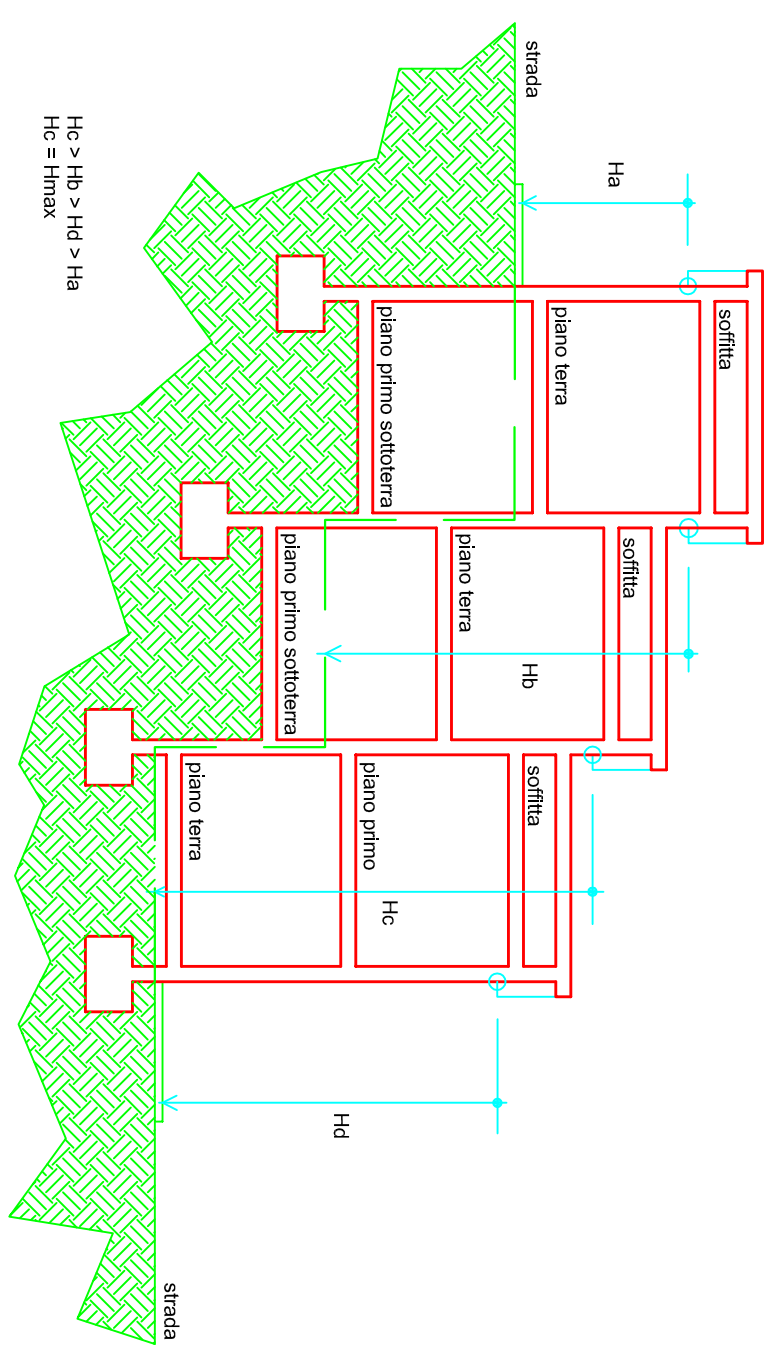 strada
Ha
soffitta
piano terra
piano primo sottoterra
soffitta
Hb
piano terra
piano primo sottoterra
soffitta
piano primo
piano terra
Hc
Hd
strada
Hc > Hb > Hd > Ha
Hc = Hmax